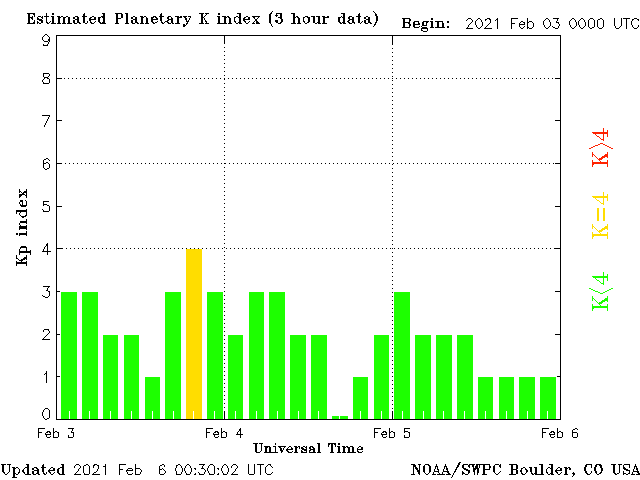 Estimated Planetary K index (3 hour data)
Begin: 2021 Feb 03 0000 UTC
9
8
7
6
5
4
3
2
1
0
Kp index
Feb 3
Feb 4
Feb 5
Feb 6
Universal Time
K<4
K=4
K>4
Updated 2021 Feb 6 00:30:02 UTC
NOAA/SWPC Boulder, CO USA